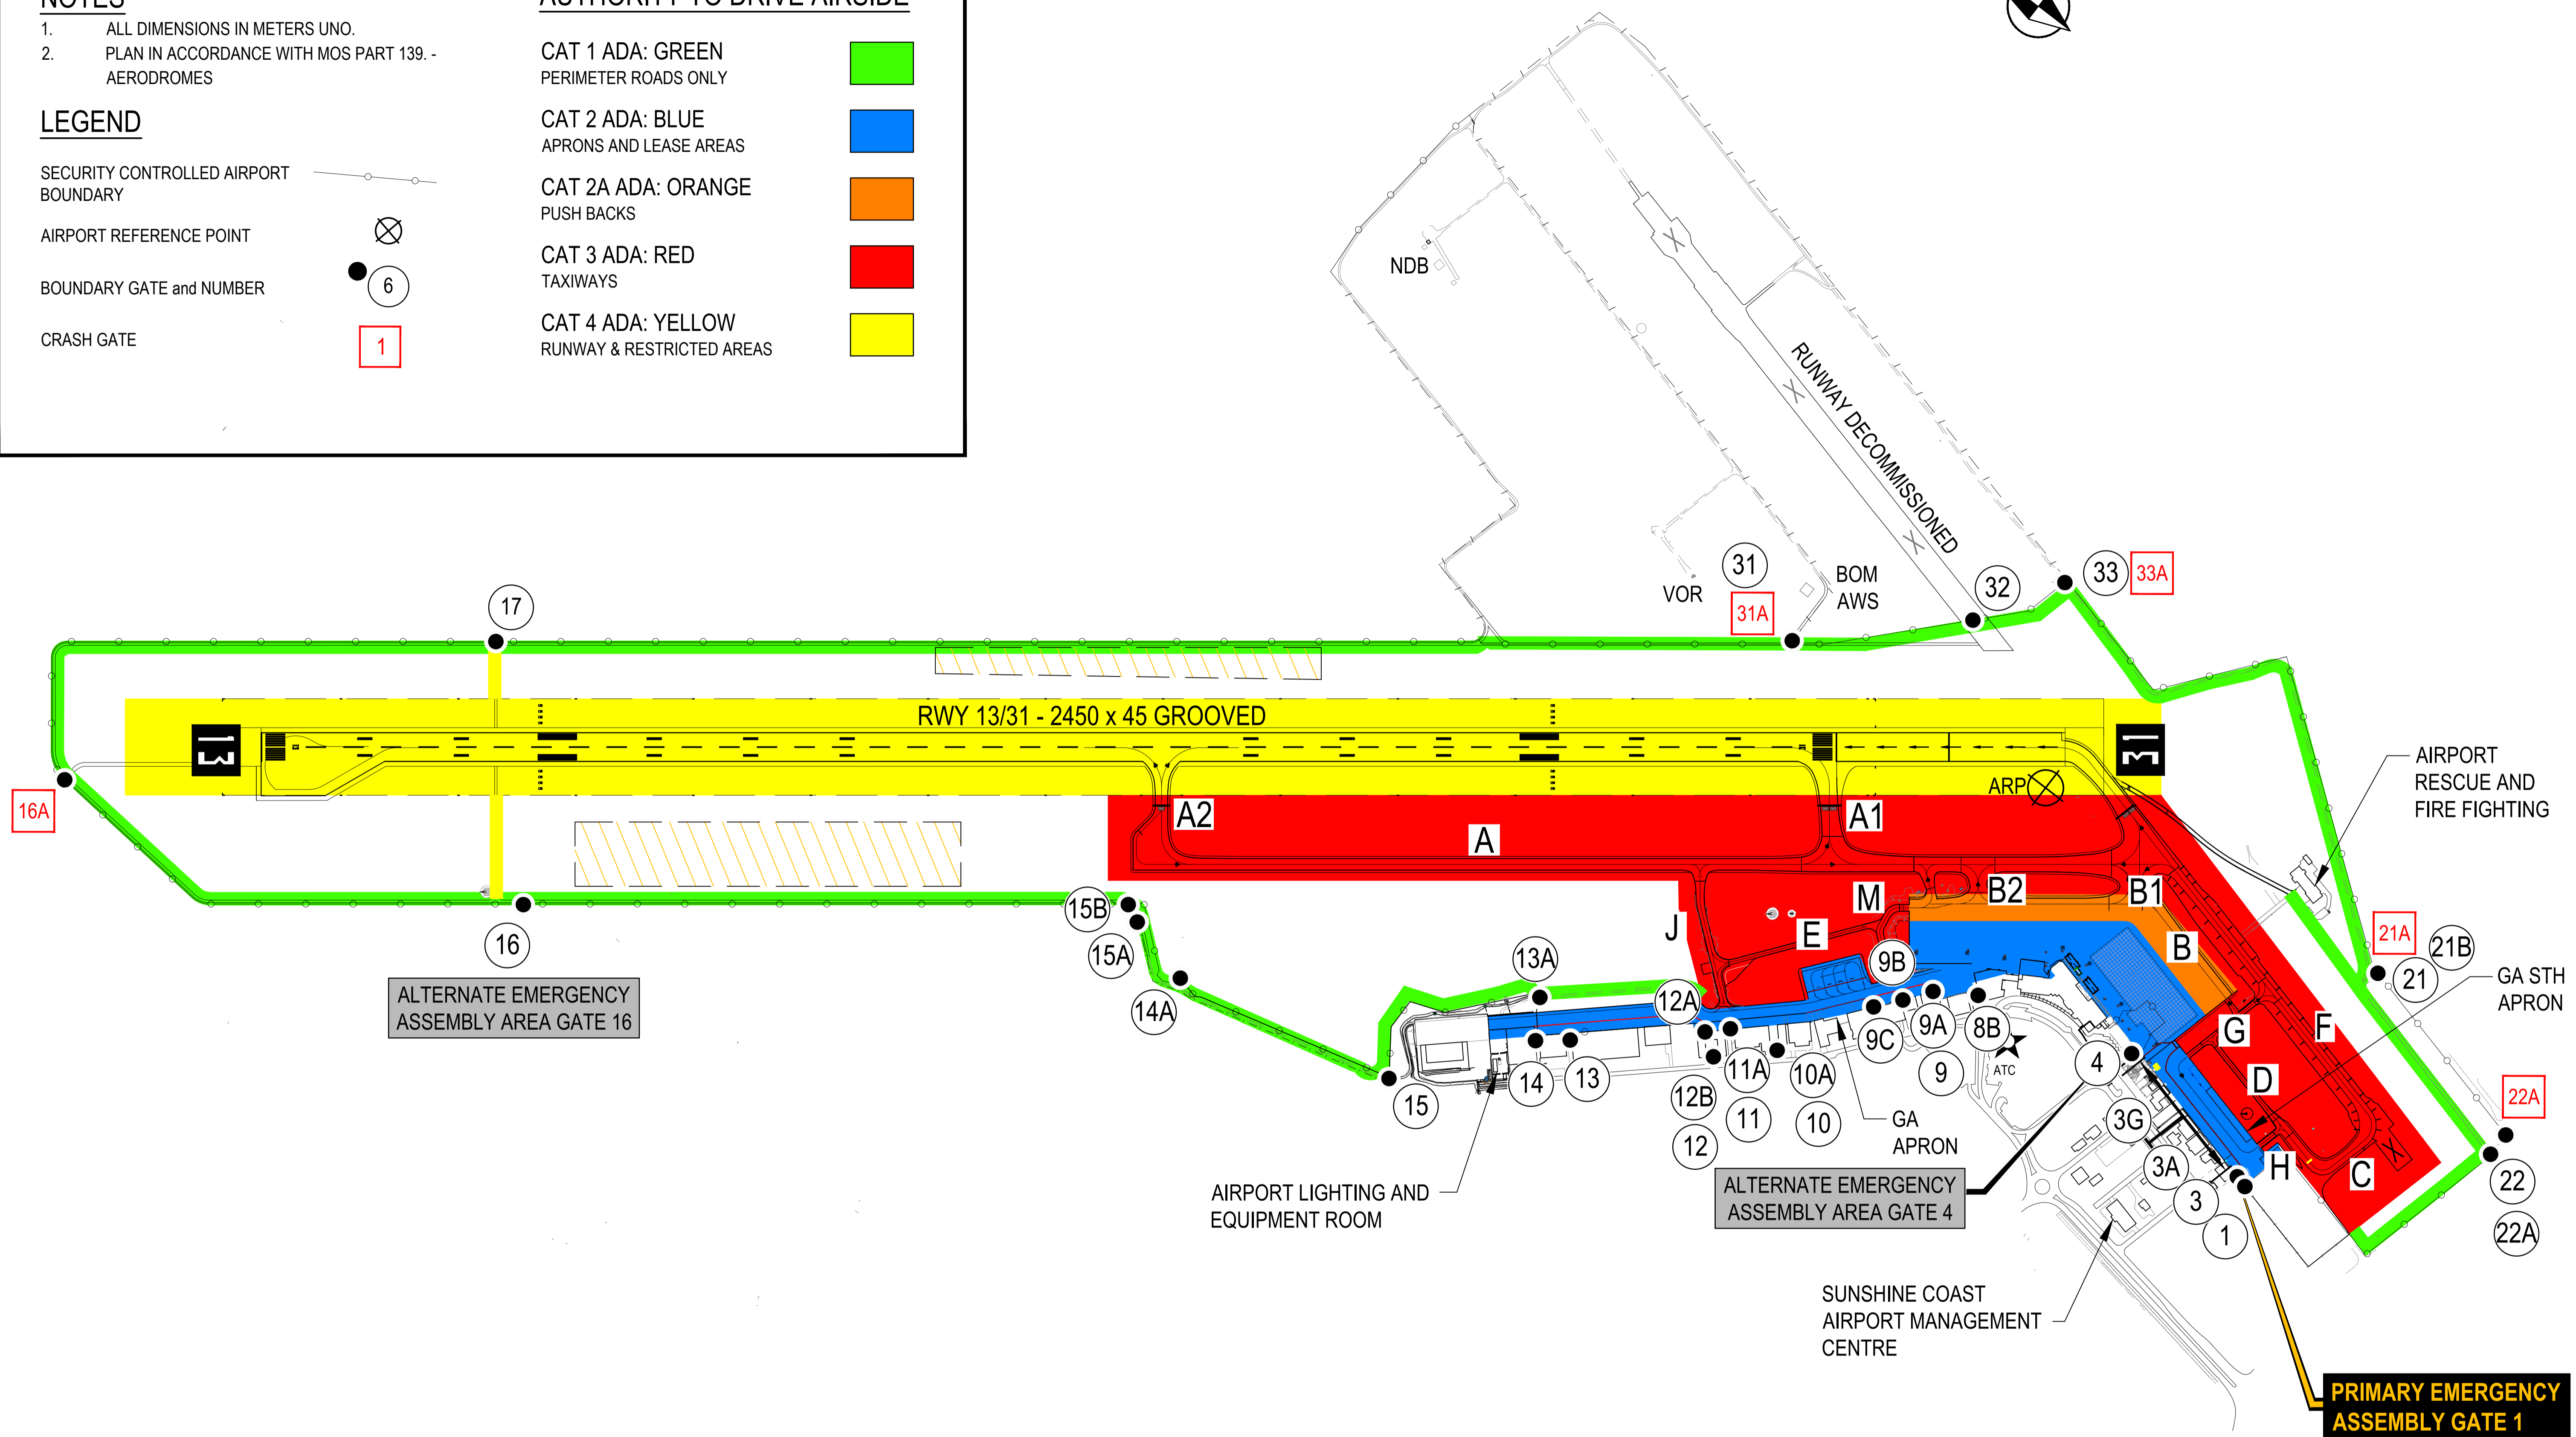 NOTES
1. ALL DIMENSIONS IN METERS UNO.
2. PLAN IN ACCORDANCE WITH MOS PART 139. -
AERODROMES
LEGEND
SECURITY CONTROLLED AIRPORT
BOUNDARY
AIRPORT REFERENCE POINT
BOUNDARY GATE and NUMBER
6
CRASH GATE
1
AUTHORITY TO DRIVE AIRSIDE
CAT 1 ADA: GREEN
PERIMETER ROADS ONLY
CAT 2 ADA: BLUE
APRONS AND LEASE AREAS
CAT 2A ADA: ORANGE
PUSH BACKS
CAT 3 ADA: RED
TAXIWAYS
CAT 4 ADA: YELLOW
RUNWAY & RESTRICTED AREAS
NDB
RUNWAY DECOMMISSIONED
VOR
31
31A
BOM
AWS
32
33
33A
17
RWY 13/31 - 2450 x 45 GROOVED
13
31
ARP
AIRPORT
RESCUE AND
FIRE FIGHTING
16A
A2
A
A1
M
B2
B1
J
E
B
16
ALTERNATE EMERGENCY
ASSEMBLY AREA GATE 16
15B
15A
14A
13A
12A
9B
21A
21B
21
GA STH
APRON
15
14
13
12B
12
11A
11
10A
10
9C
9A
9
8B
ATC
4
G
F
D
H
C
3G
3A
3
1
22A
22
22A
GA
APRON
AIRPORT LIGHTING AND
EQUIPMENT ROOM
ALTERNATE EMERGENCY
ASSEMBLY AREA GATE 4
SUNSHINE COAST
AIRPORT MANAGEMENT
CENTRE
PRIMARY EMERGENCY
ASSEMBLY GATE 1